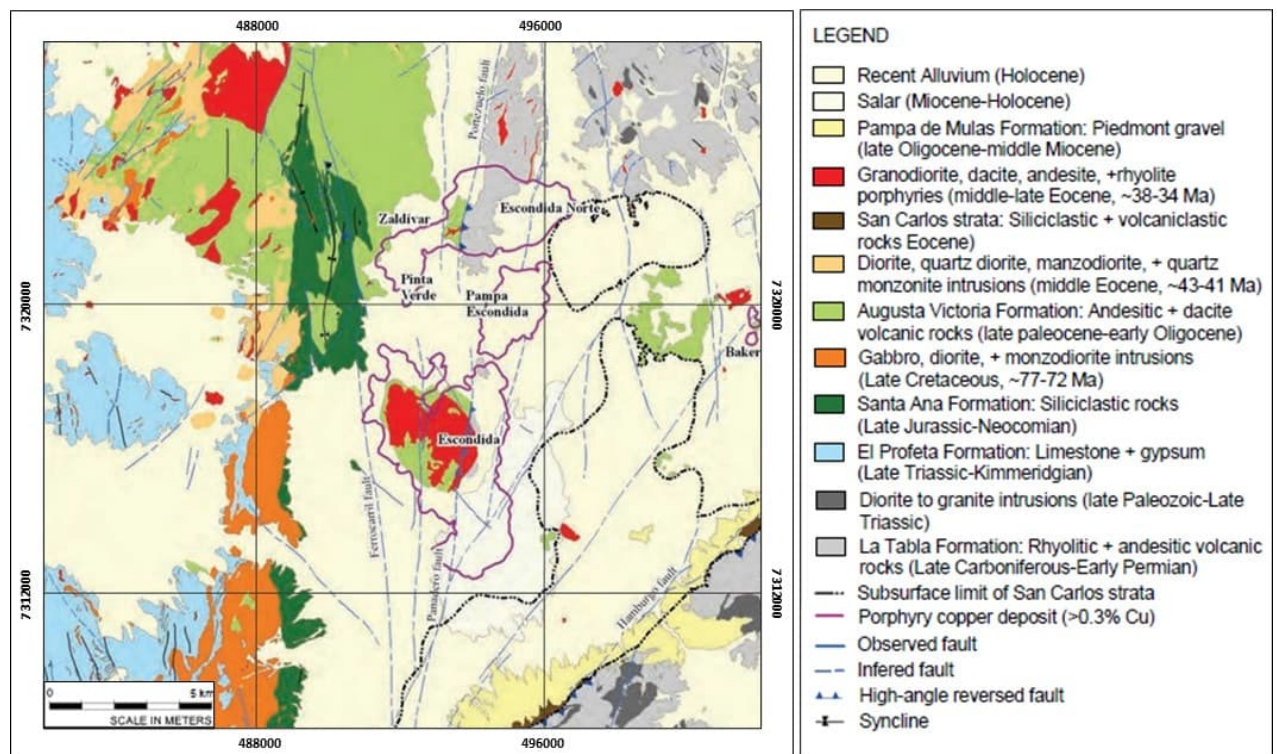 488000
496000
Portezuelo fault
Zaldívar
Escondida Norte
Pinta
Verde
Pampa
Escondida
7320000
7320000
Baker
Escondida
Ferrocarril fault
Panadero fault
Hamburgo fault
7312000
7312000
0
5 km
SCALE IN METERS
488000
496000
LEGEND
Recent Alluvium (Holocene)
Salar (Miocene-Holocene)
Pampa de Mulas Formation: Piedmont gravel
(late Oligocene-middle Miocene)
Granodiorite, dacite, andesite, +rhyolite
porphyries (middle-late Eocene, ~38-34 Ma)
San Carlos strata: Siliciclastic + volcaniclastic
rocks Eocene)
Diorite, quartz diorite, manzodiorite, + quartz
monzonite intrusions (middle Eocene, ~43-41 Ma)
Augusta Victoria Formation: Andesitic + dacite
volcanic rocks (late paleocene-early Oligocene)
Gabbro, diorite, + monzodiorite intrusions
(Late Cretaceous, ~77-72 Ma)
Santa Ana Formation: Siliciclastic rocks
(Late Jurassic-Neocomian)
El Profeta Formation: Limestone + gypsum
(Late Triassic-Kimmeridgian)
Diorite to granite intrusions (late Paleozoic-Late
Triassic)
La Tabla Formation: Rhyolitic + andesitic volcanic
rocks (Late Carboniferous-Early Permian)
Subsurface limit of San Carlos strata
Porphyry copper deposit (>0.3% Cu)
Observed fault
Infered fault
High-angle reversed fault
Syncline